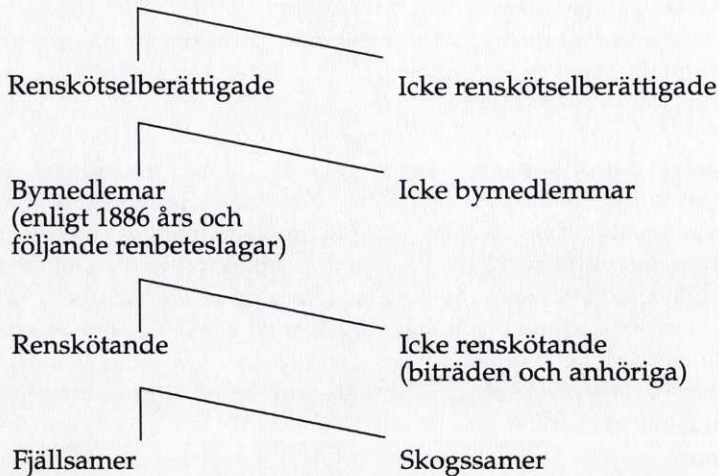 Renskötselberättigade
Icke renskötselberättigade
Bymedlemar
(enligt 1886 års och
följande renbeteslagar)
Icke bymedlemmar
Renskötande
Icke renskötande
(biträden och anhöriga)
Fjällsamer
Skogssamer